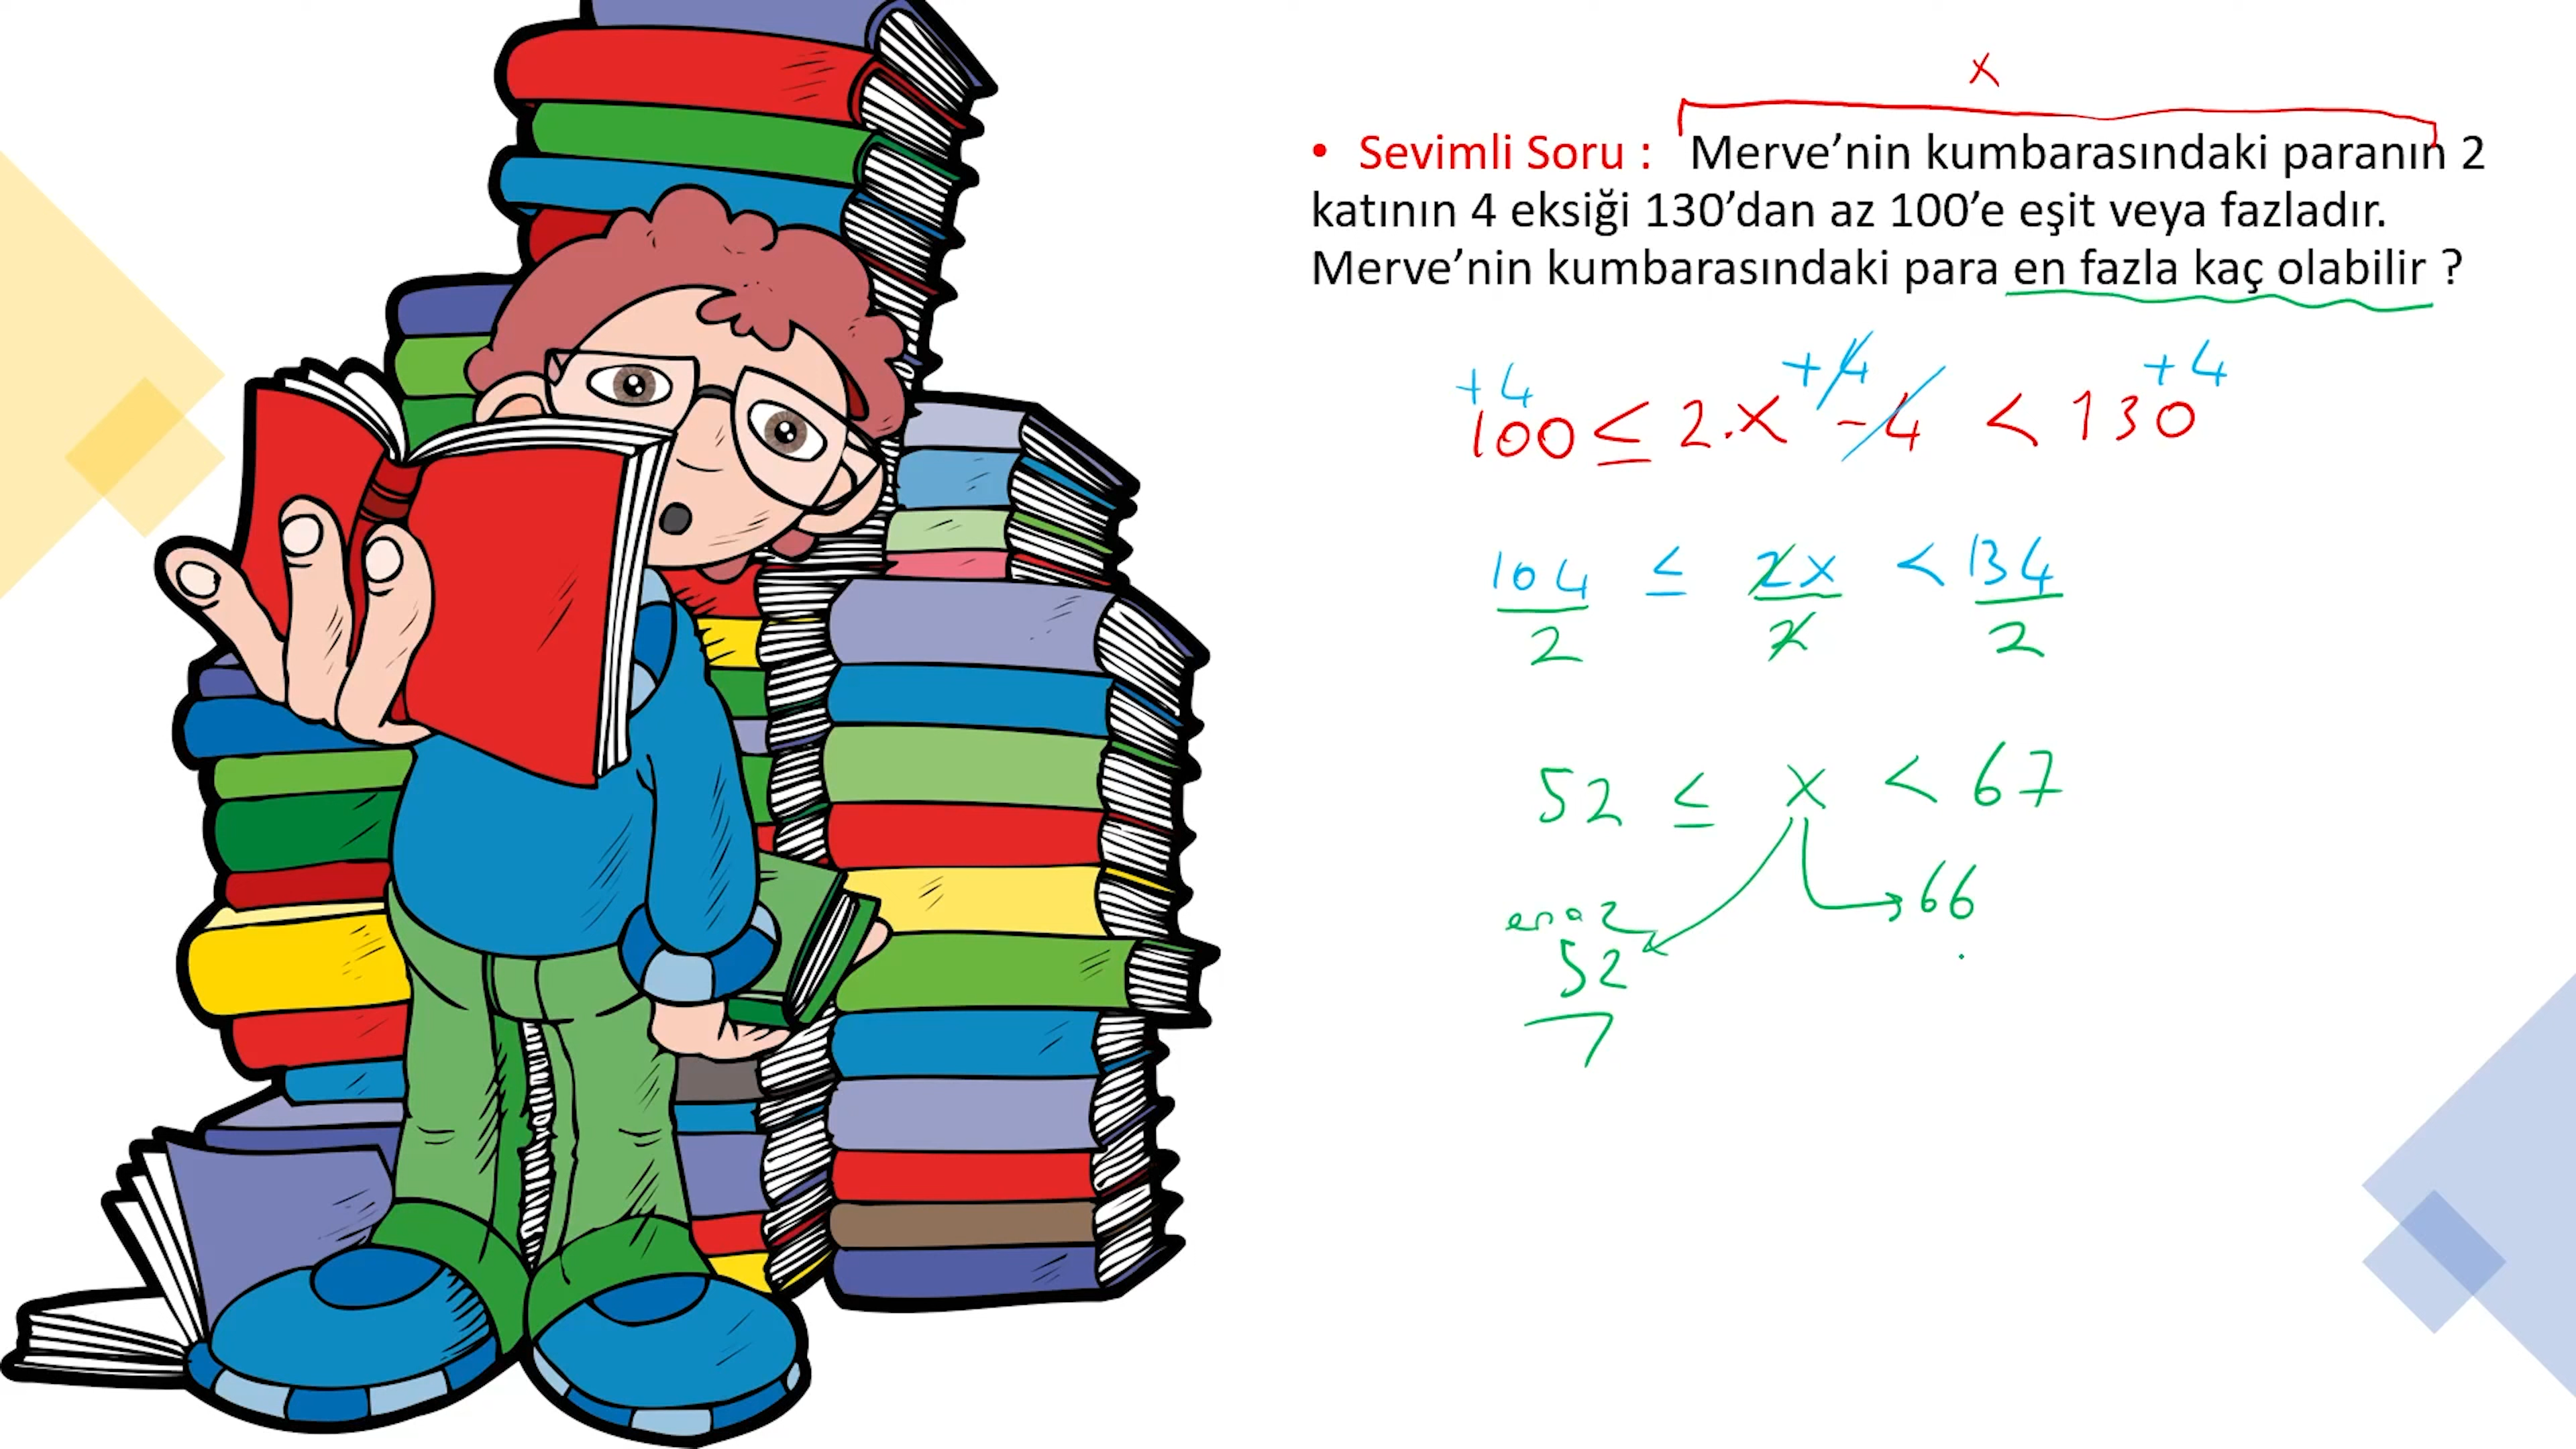 x
• Sevimli Soru : Merve’nin kumbarasındaki paranın 2
katının 4 eksiği 130’dan az 100’e eşit veya fazladır.
Merve’nin kumbarasındaki para en fazla kaç olabilir ?
+4 +4 +4
100 ≤ 2.x -4 < 130
104 ≤ 2x < 134
2 2 2
52 ≤ x < 67
66
en az
52